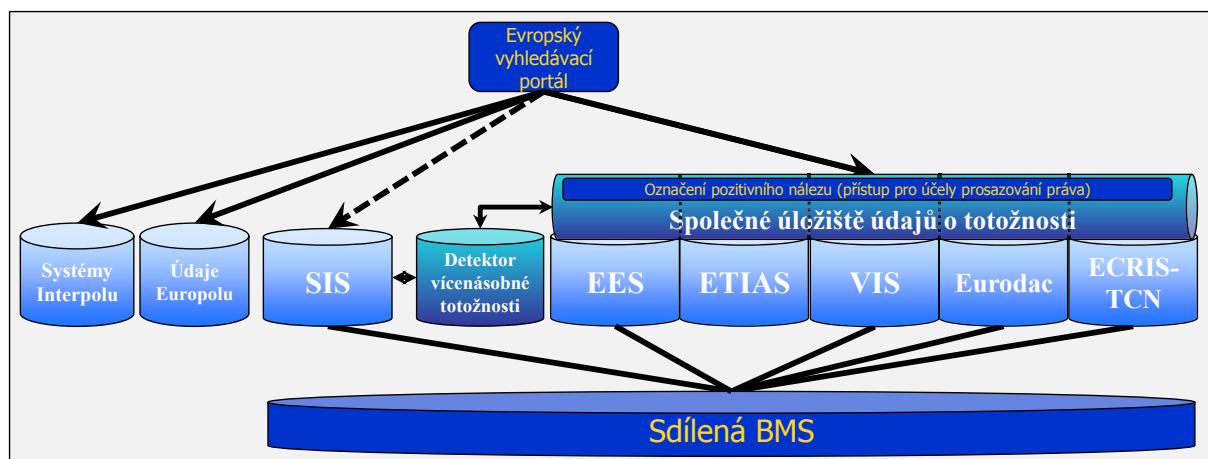 Evropský
vyhledávací
portál
Označení pozitivního nálezu (přístup pro účely prosazování práva)
Společné úložiště údajů o totožnosti
Systémy
Interpolu
Údaje
Europolu
SIS
Detektor
vícenásobné
totožnosti
EES
ETIAS
VIS
Eurodac
ECRIS-
TCN
Sdílená BMS